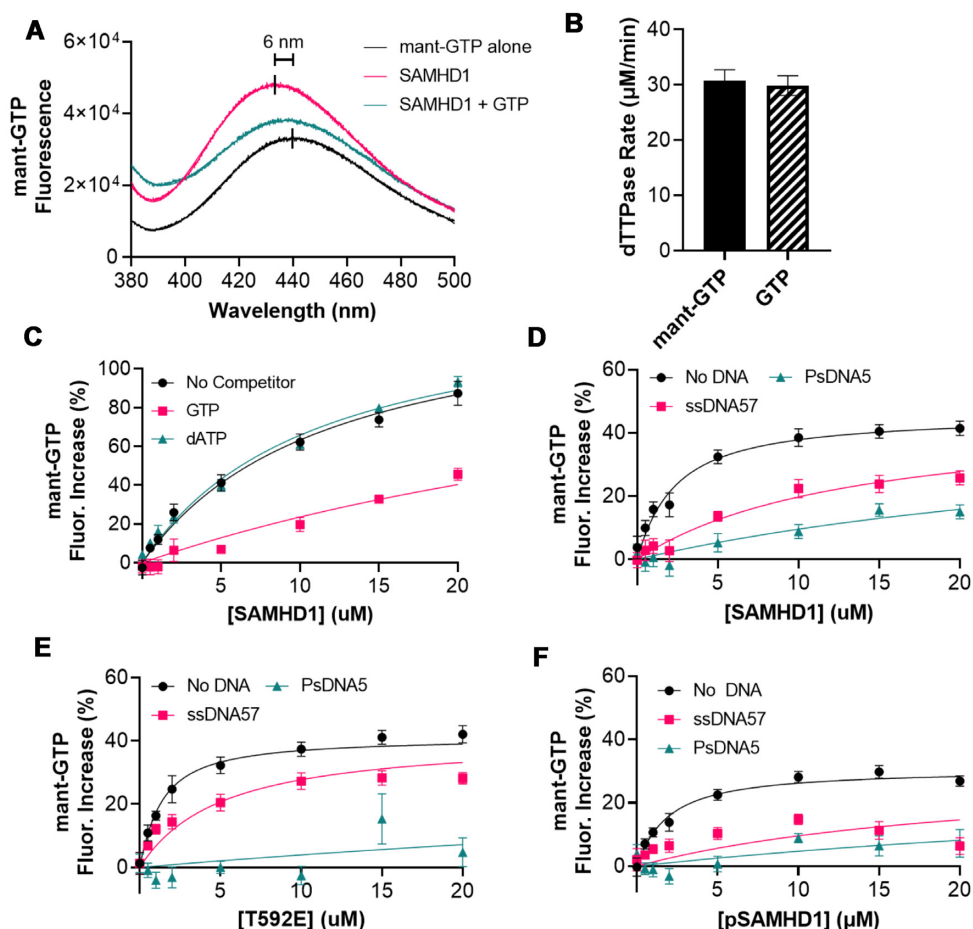 A
6 nm
mant-GTP alone
SAMHD1
SAMHD1 + GTP
mant-GTP
Fluorescence
6×10⁴
4×10⁴
2×10⁴
0
380 400 420 440 460 480 500
Wavelength (nm)
B
dTTPase Rate (µM/min)
40
30
20
10
0
mant-GTP
GTP
C
No Competitor
GTP
dATP
mant-GTP
Fluor. Increase (%)
100
80
60
40
20
0
5 10 15 20
[SAMHD1] (uM)
D
No DNA PsDNA5
ssDNA57
mant-GTP
Fluor. Increase (%)
60
40
20
0
5 10 15 20
[SAMHD1] (uM)
E
No DNA PsDNA5
ssDNA57
mant-GTP
Fluor. Increase (%)
60
40
20
0
5 10 15 20
[T592E] (uM)
F
No DNA
ssDNA57
PsDNA5
mant-GTP
Fluor. Increase (%)
60
40
20
0
5 10 15 20
[pSAMHD1] (µM)